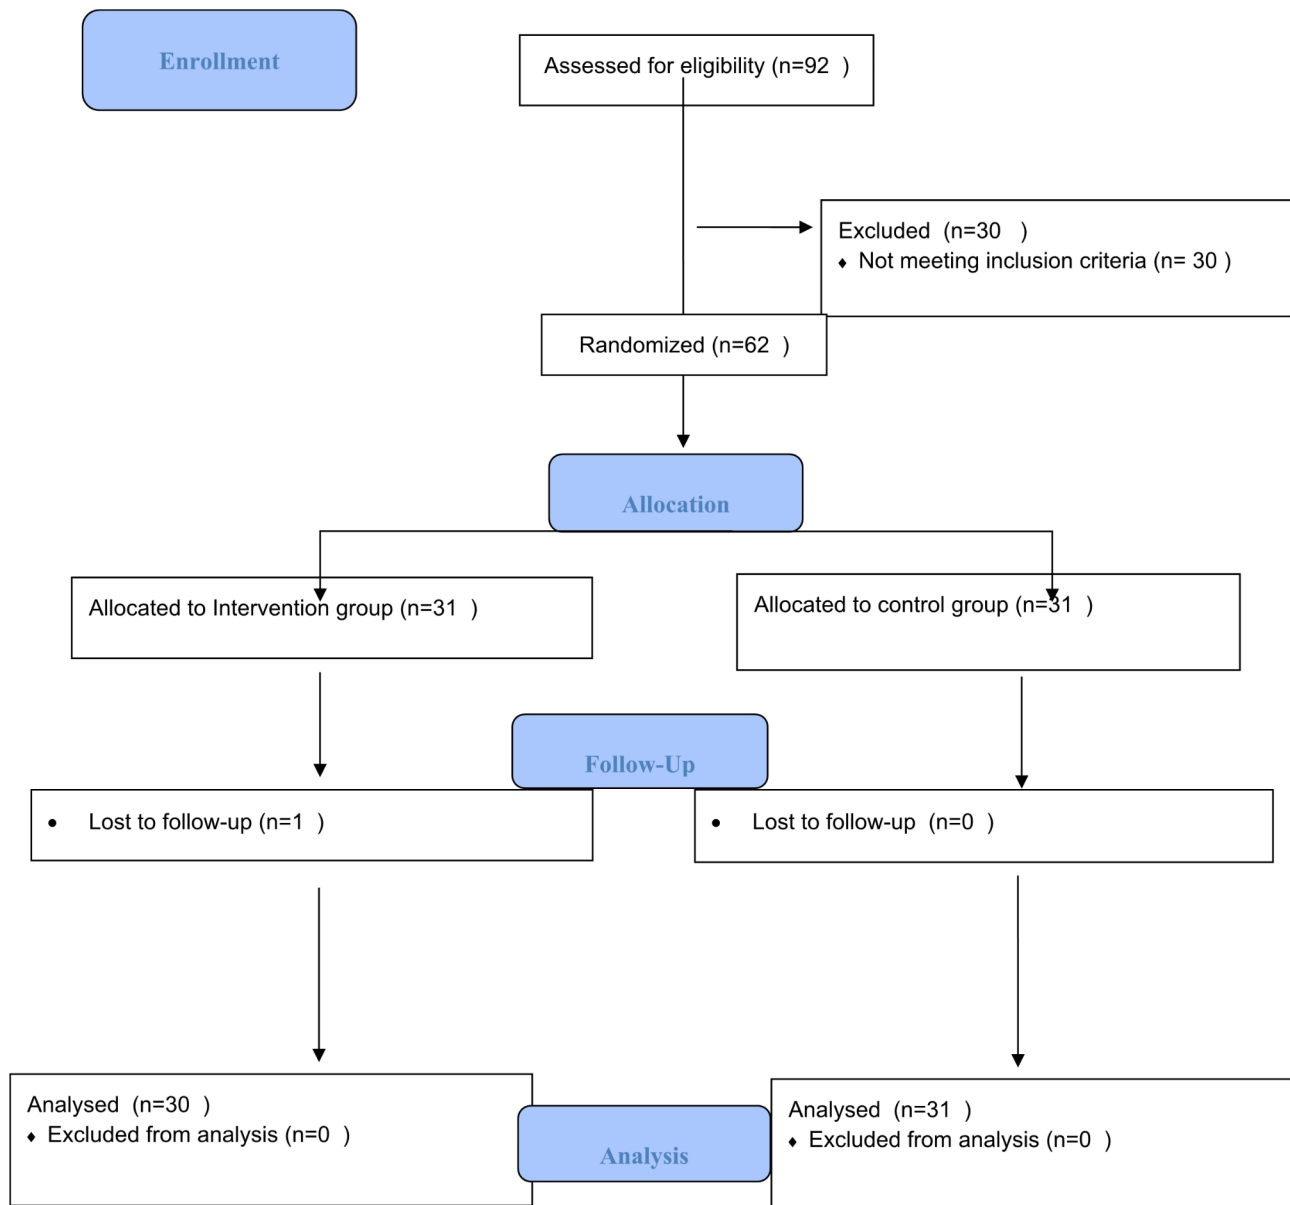 Enrollment
Assessed for eligibility (n=92 )
Excluded (n=30 )
♦ Not meeting inclusion criteria (n= 30 )
Randomized (n=62 )
Allocation
Allocated to Intervention group (n=31 )
Allocated to control group (n=31 )
Follow-Up
• Lost to follow-up (n=1 )
• Lost to follow-up (n=0 )
Analysed (n=30 )
♦ Excluded from analysis (n=0 )
Analysis
Analysed (n=31 )
♦ Excluded from analysis (n=0 )